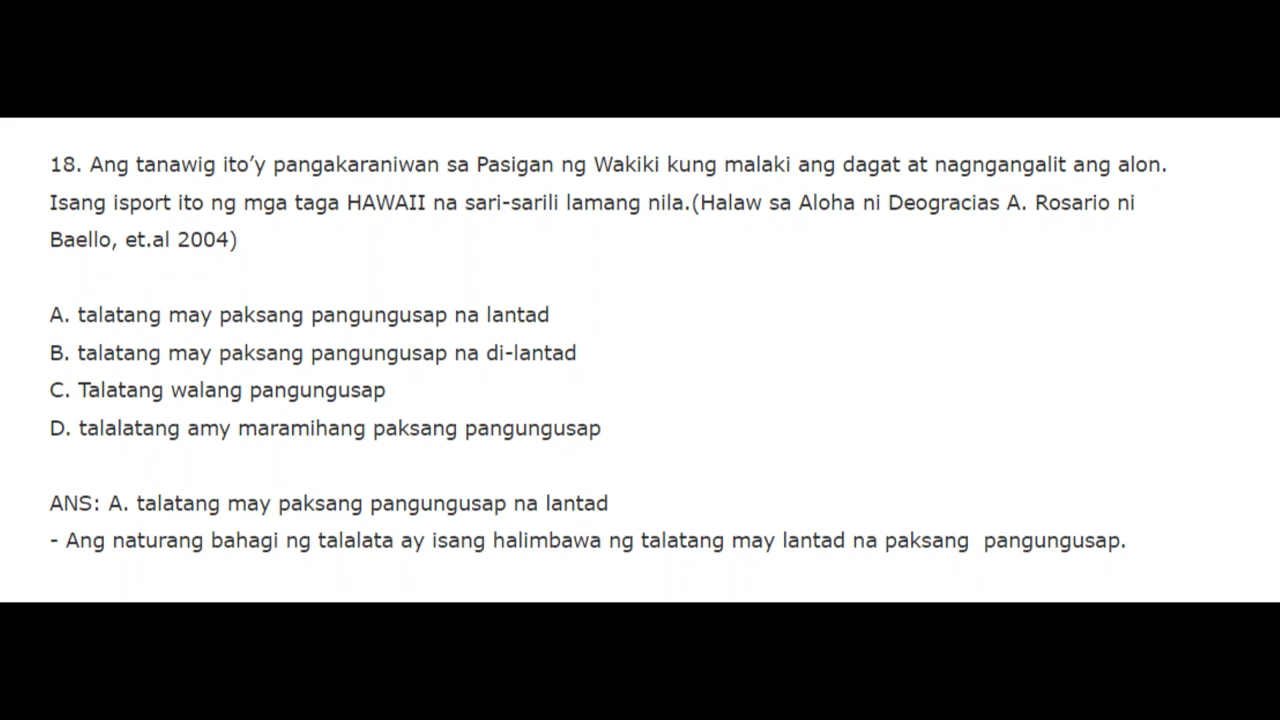 18. Ang tanawig ito’y pangakaraniwan sa Pasigan ng Wakiki kung malaki ang dagat at nagngangalit ang alon.
Isang isport ito ng mga taga HAWAII na sari-sarili lamang nila.(Halaw sa Aloha ni Deogracias A. Rosario ni
Baello, et.al 2004)
A. talatang may paksang pangungusap na lantad
B. talatang may paksang pangungusap na di-lantad
C. Talatang walang pangungusap
D. talalatang amy maramihang paksang pangungusap
ANS: A. talatang may paksang pangungusap na lantad
- Ang naturang bahagi ng talalata ay isang halimbawa ng talatang may lantad na paksang  pangungusap.